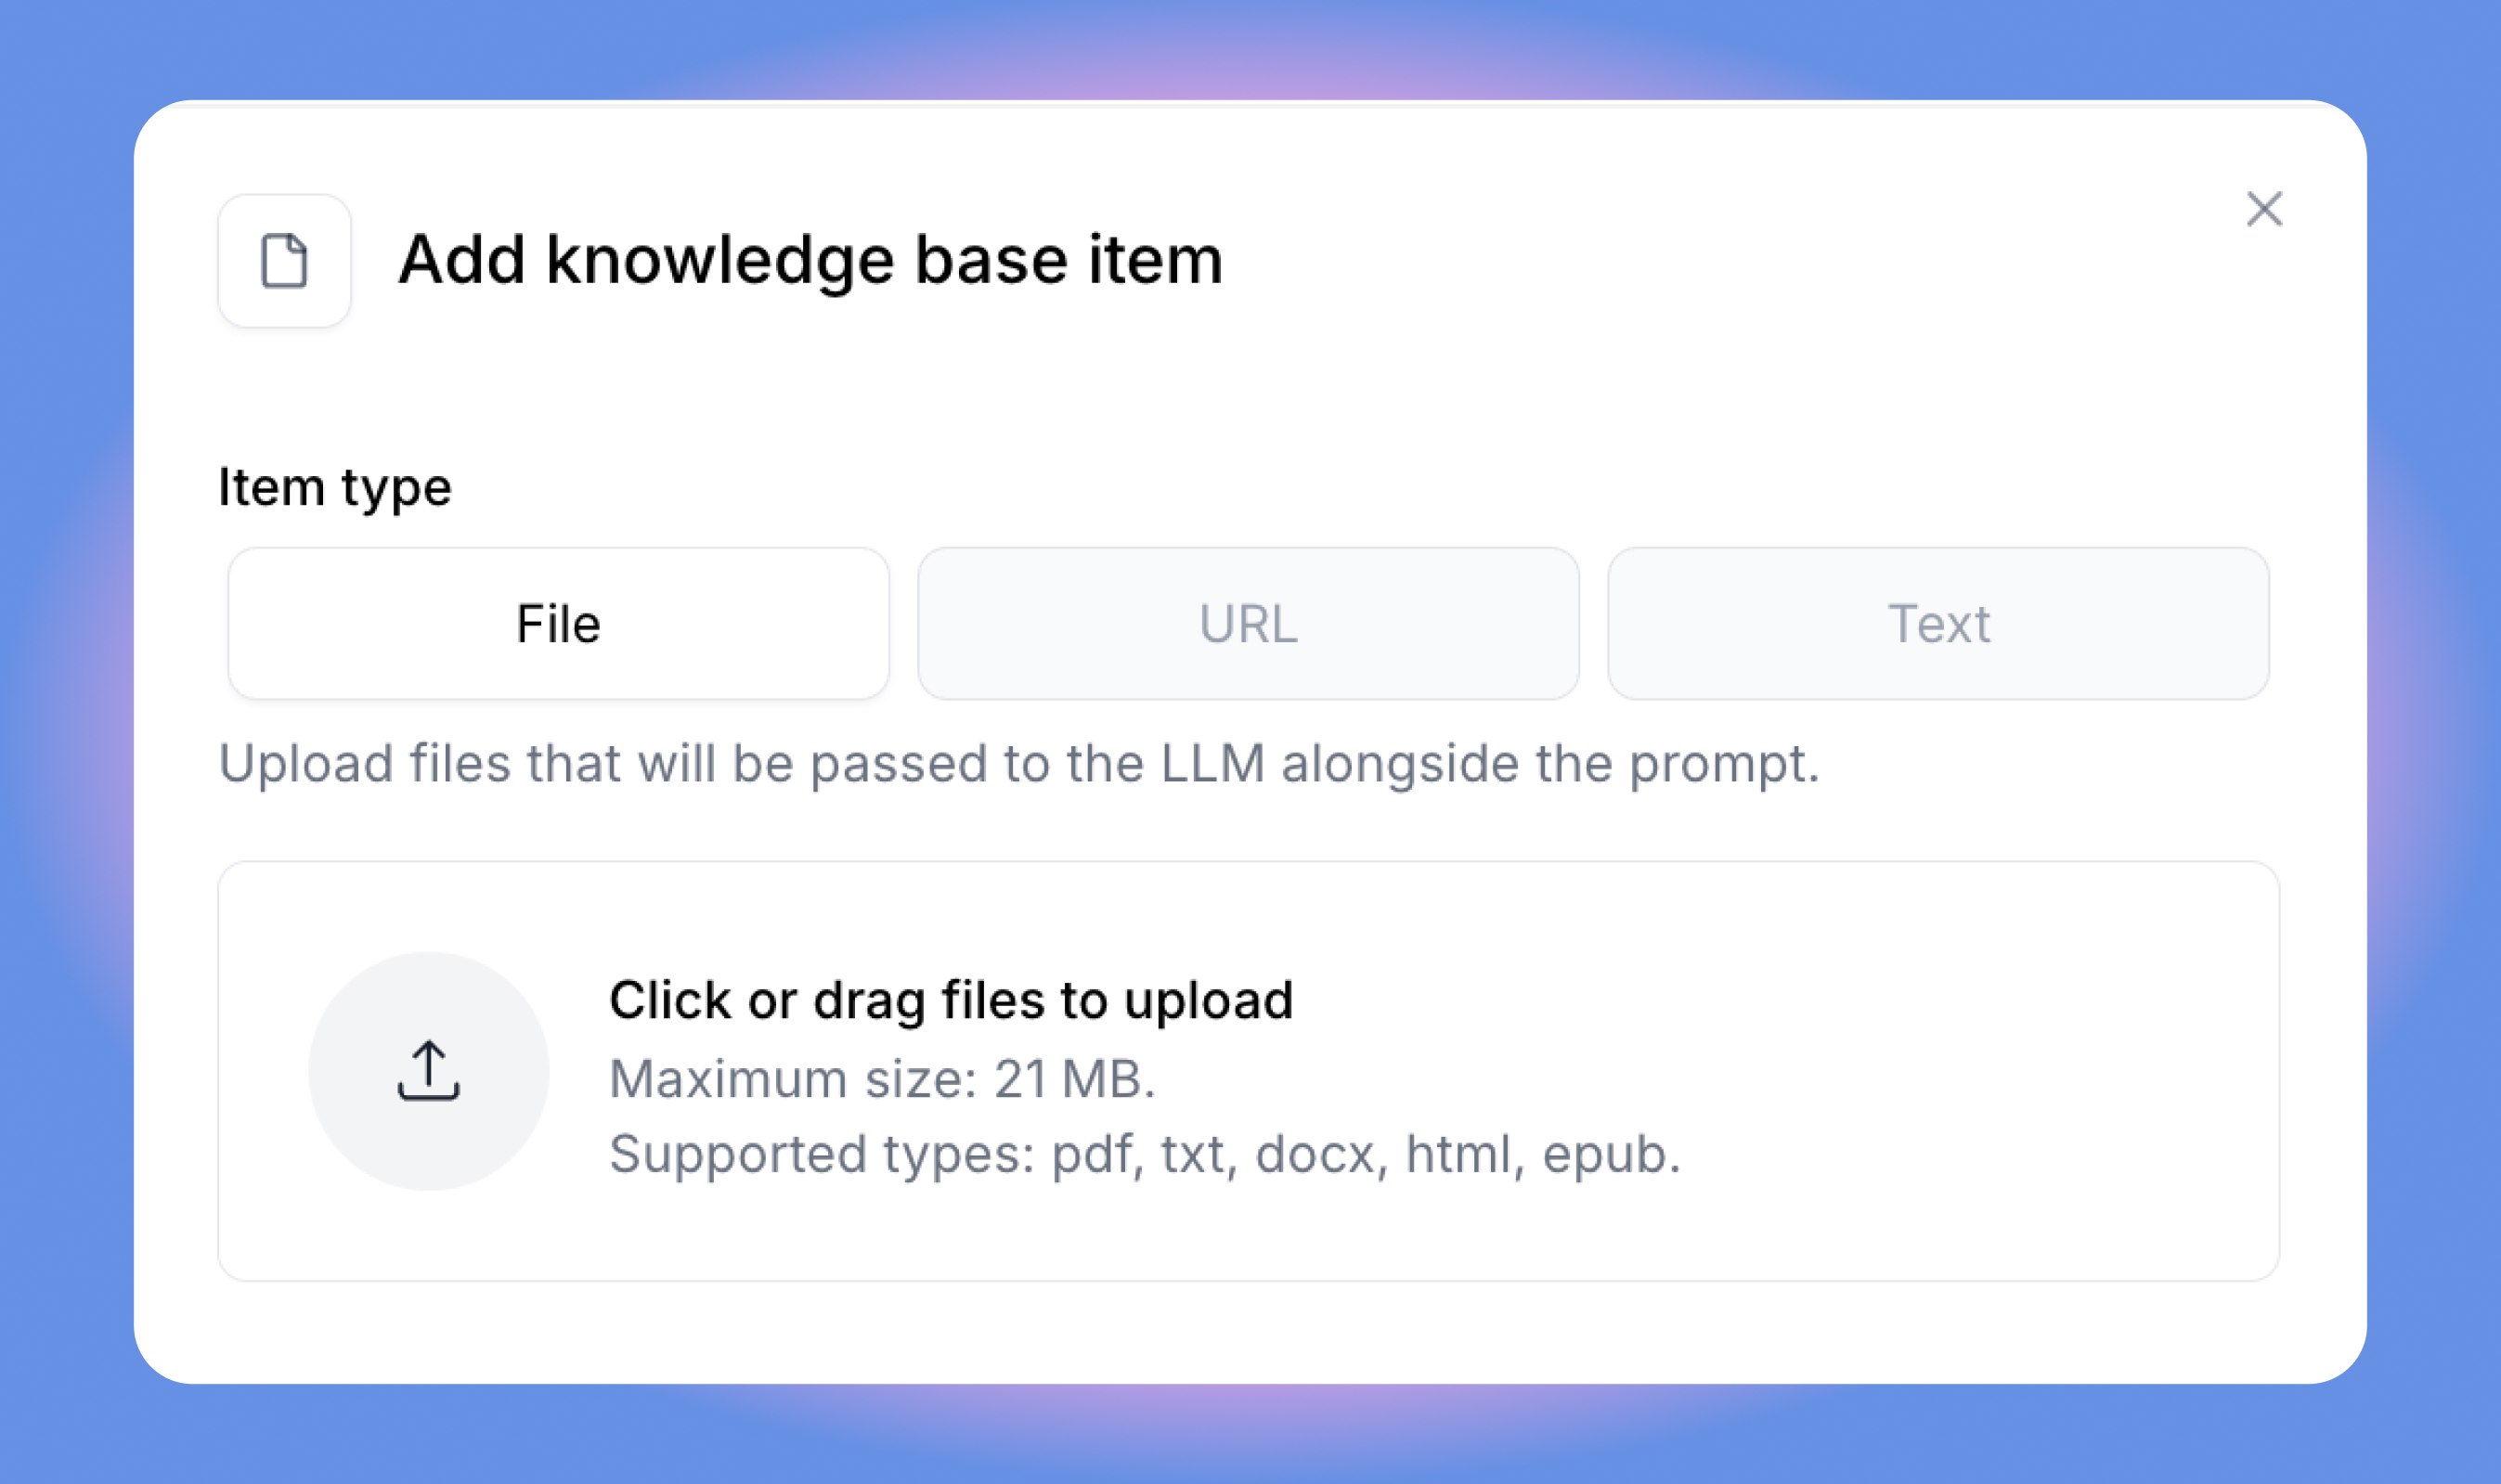 Add knowledge base item
Item type
File
URL
Text
Upload files that will be passed to the LLM alongside the prompt.
Click or drag files to upload
Maximum size: 21 MB.
Supported types: pdf, txt, docx, html, epub.